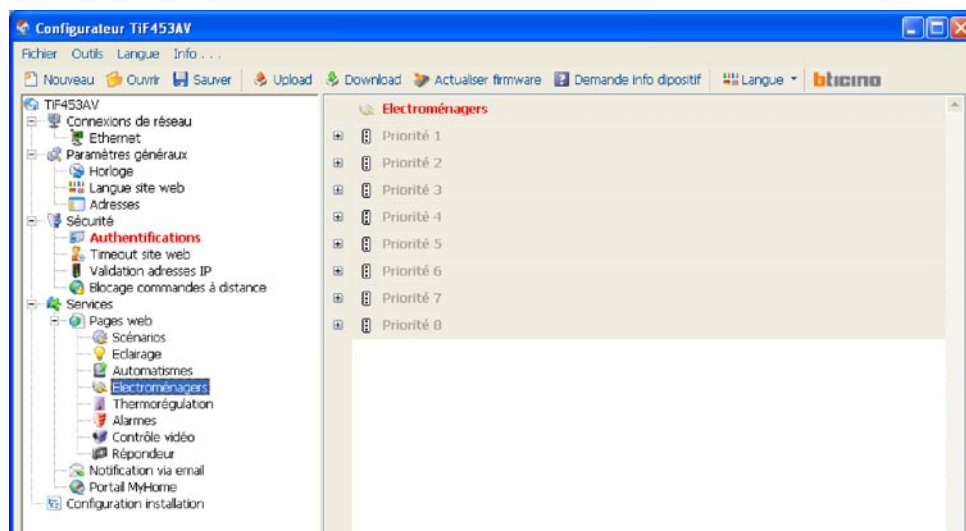 Configurateur TiF453AV
Fichier Outils Langue Info . . .
Nouveau Ouvrir Sauver Upload Download Actualiser firmware Demande info dipositif Langue bticino
TiF453AV
Connexions de réseau
Ethernet
Paramètres généraux
Horloge
Langue site web
Adresses
Sécurité
Authentifications
Timeout site web
Validation adresses IP
Blocage commandes à distance
Services
Pages web
Scénarios
Eclairage
Automatismes
Electroménagers
Thermorégulation
Alarmes
Contrôle vidéo
Répondeur
Notification via email
Portail MyHome
Configuration installation
Electroménagers
Priorité 1
Priorité 2
Priorité 3
Priorité 4
Priorité 5
Priorité 6
Priorité 7
Priorité 8